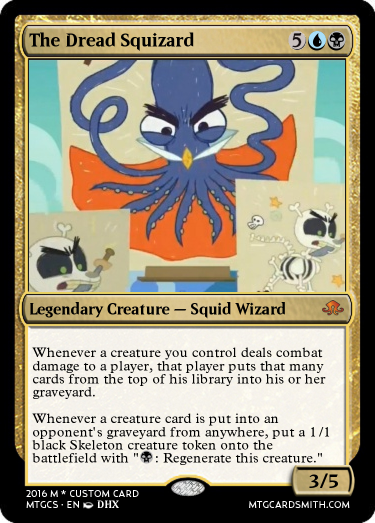 The Dread Squizard 5
Legendary Creature — Squid Wizard
Whenever a creature you control deals combat
damage to a player, that player puts that many
cards from the top of his library into his or her
graveyard.
Whenever a creature card is put into an
opponent's graveyard from anywhere, put a 1/1
black Skeleton creature token onto the
battlefield with ": Regenerate this creature."
3/5
2016 M * CUSTOM CARD
MTGCS · EN DHX
MTGCARDSMITH.COM